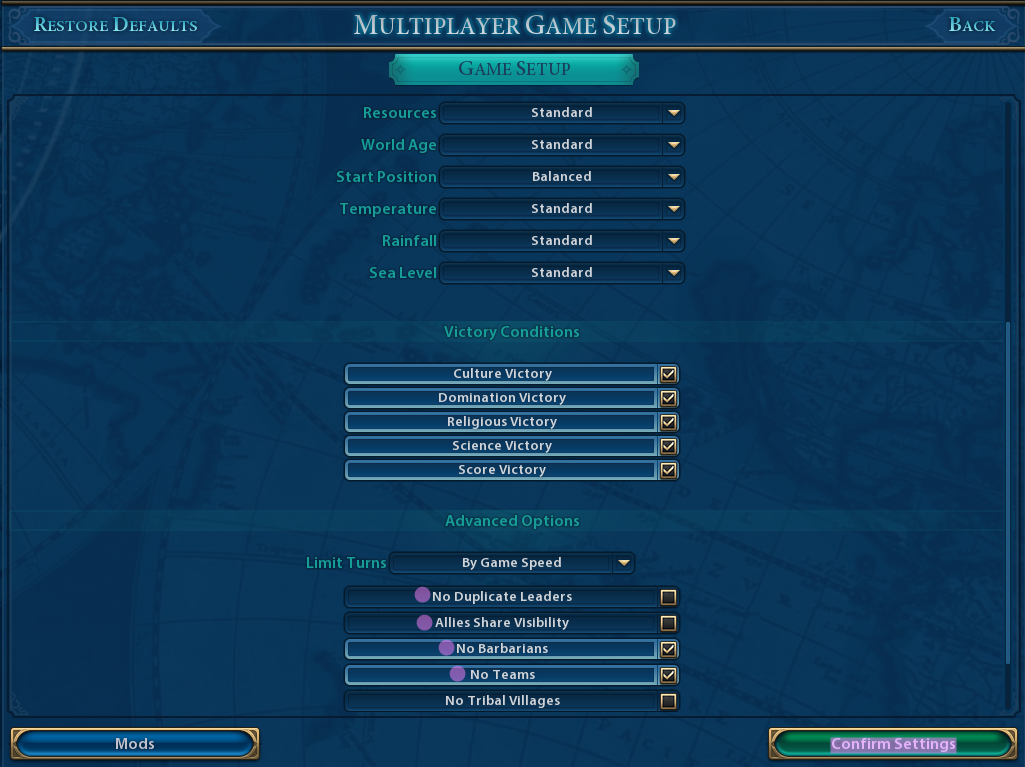 Restore Defaults
Multiplayer Game Setup
Back
Game Setup
Resources Standard
World Age Standard
Start Position Balanced
Temperature Standard
Rainfall Standard
Sea Level Standard
Victory Conditions
Culture Victory
Domination Victory
Religious Victory
Science Victory
Score Victory
Advanced Options
Limit Turns By Game Speed
No Duplicate Leaders
Allies Share Visibility
No Barbarians
No Teams
No Tribal Villages
Mods
Confirm Settings